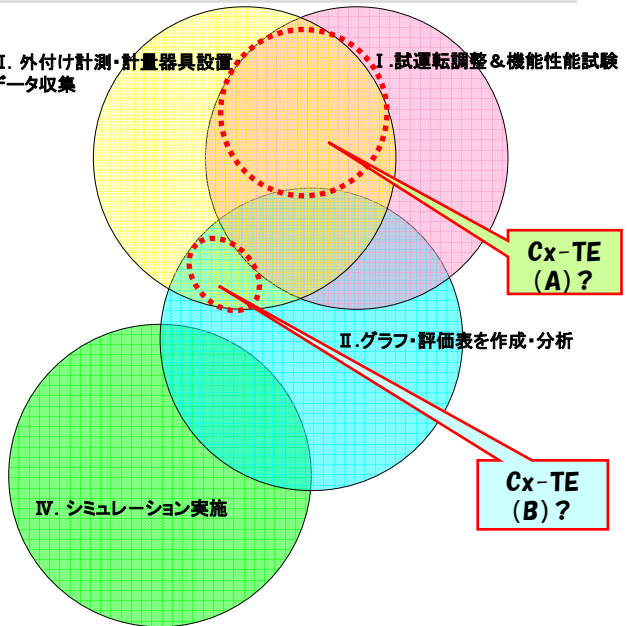 Ⅰ. 外付け計測・計量器具設置
データ収集
Ⅰ.試運転調整&機能性能試験
Cx-TE
(A)?
Ⅱ.グラフ・評価表を作成・分析
Cx-TE
(B)?
Ⅳ. シミュレーション実施